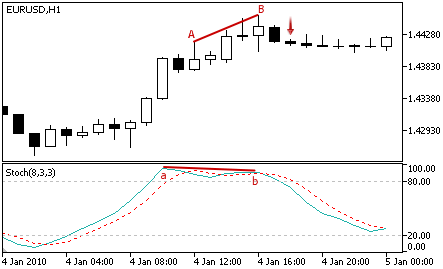 EURUSD,H1
B
A
1.44280
1.43830
1.43380
1.42930
Stoch(8,3,3)
100.00
a
b
80.00
20.00
0.00
4 Jan 2010 4 Jan 04:00 4 Jan 08:00 4 Jan 12:00 4 Jan 16:00 4 Jan 20:00 5 Jan 00:00